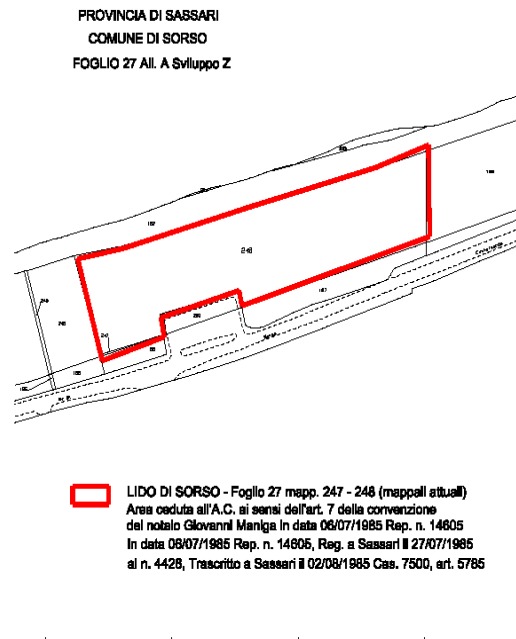 PROVINCIA DI SASSARI
COMUNE DI SORSO
FOGLIO 27 All. A Sviluppo Z
248
187
247
LIDO DI SORSO - Foglio 27 mapp. 247 - 248 (mappali attuali)
Area ceduta all'A.C. ai sensi dell'art. 7 della convenzione
del notaio Giovanni Maniga in data 06/07/1985 Rep. n. 14605
in data 06/07/1985 Rep. n. 14605, Reg. a Sassari il 27/07/1985
al n. 4426, Trascritto a Sassari il 02/08/1985 Cas. 7500, art. 5785